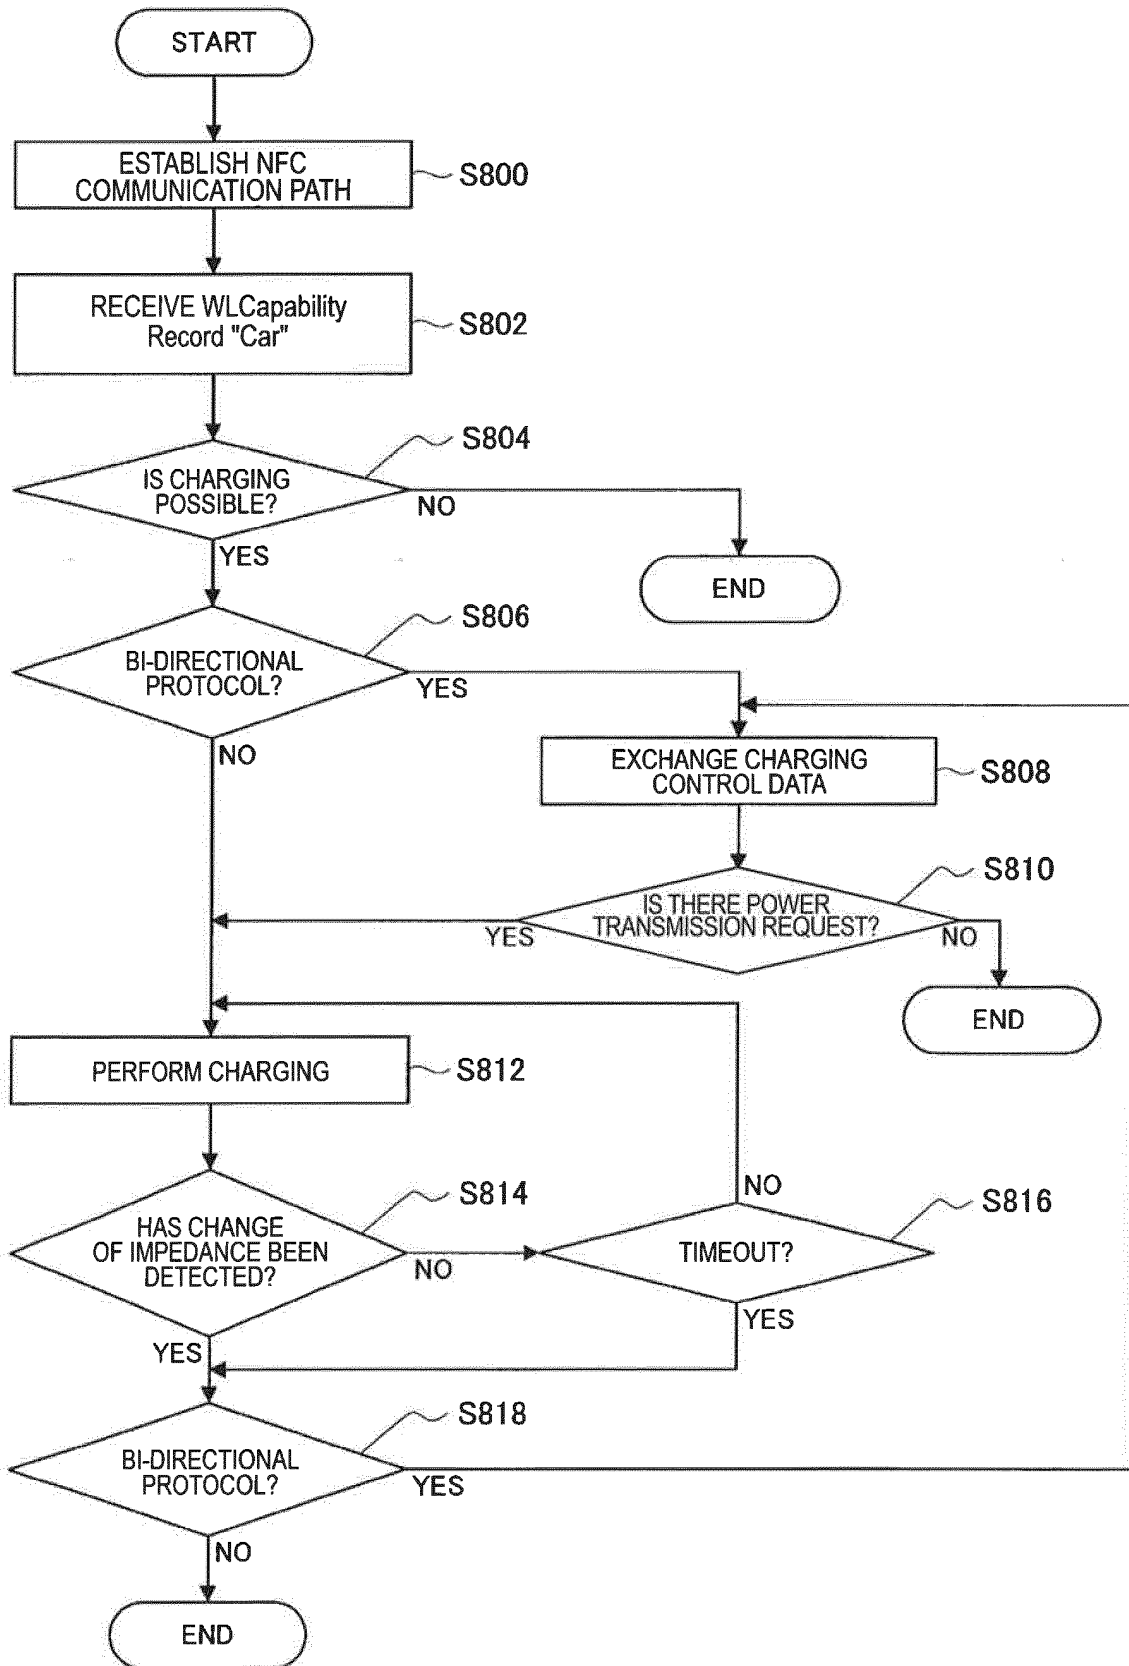 START
ESTABLISH NFC
COMMUNICATION PATH
S800
RECEIVE WLCapability
Record "Car"
S802
S804
IS CHARGING
POSSIBLE?
NO
YES
END
S806
BI-DIRECTIONAL
PROTOCOL?
YES
NO
EXCHANGE CHARGING
CONTROL DATA
S808
S810
IS THERE POWER
TRANSMISSION REQUEST?
YES
NO
END
PERFORM CHARGING
S812
S814
HAS CHANGE
OF IMPEDANCE BEEN
DETECTED?
NO
YES
NO
S816
TIMEOUT?
YES
S818
BI-DIRECTIONAL
PROTOCOL?
YES
NO
END